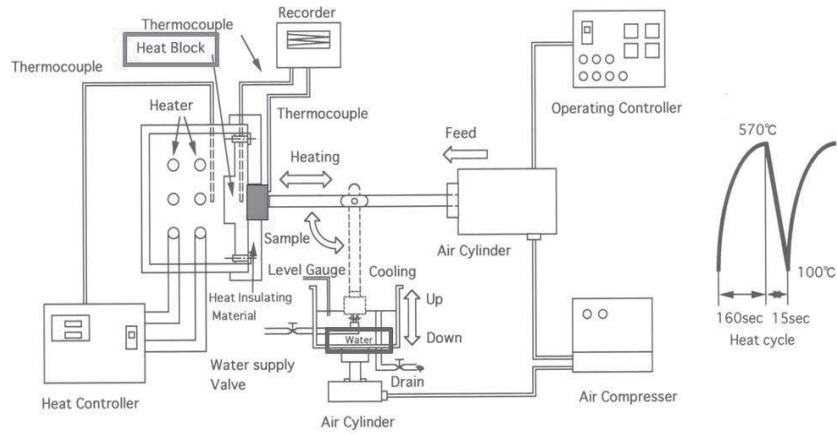 Recorder
Thermocouple
Heat Block
Thermocouple
Heater
Thermocouple
Operating Controller
Feed
Heating
570℃
Sample
Air Cylinder
Level Gauge
Cooling
100℃
Heat Insulating
Material
Up
160sec
15sec
Heat cycle
Water
Down
Water supply
Valve
Drain
Heat Controller
Air Cylinder
Air Compresser